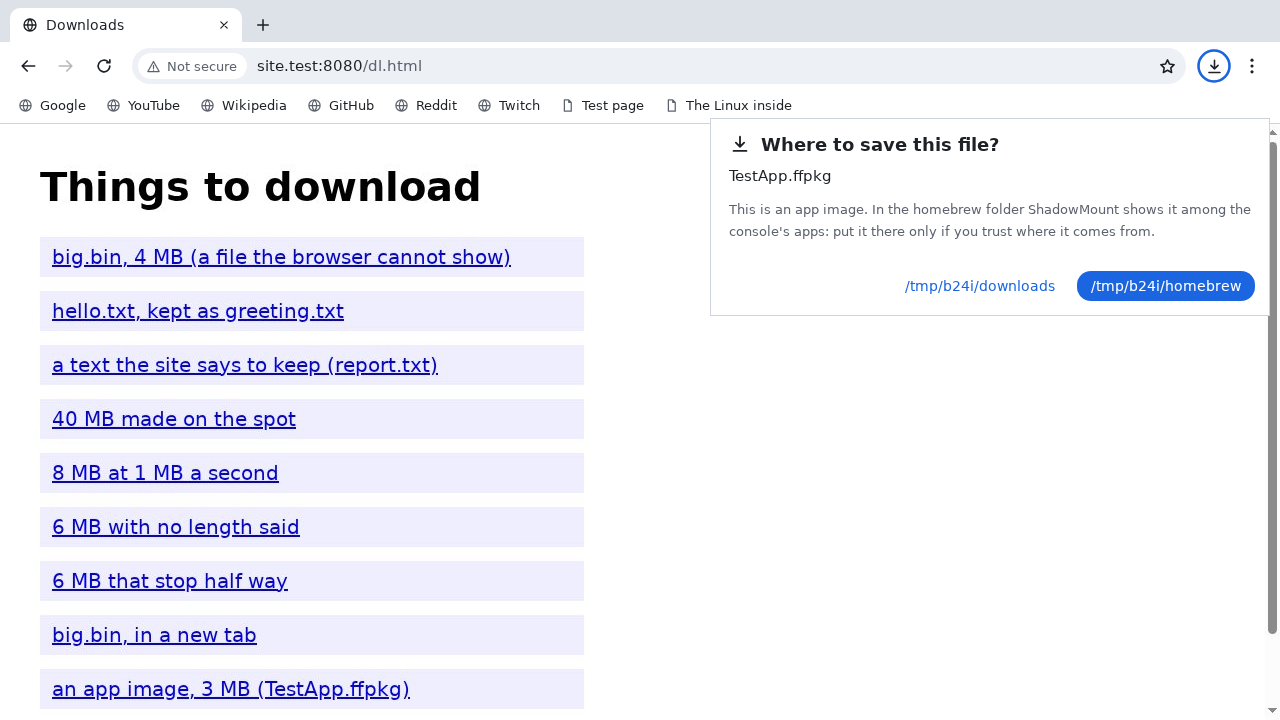 Downloads
Not secure
site.test:8080/dl.html
Google YouTube Wikipedia GitHub Reddit Twitch Test page The Linux inside
Where to save this file?
TestApp.ffpkg
This is an app image. In the homebrew folder ShadowMount shows it among the
console's apps: put it there only if you trust where it comes from.
/tmp/b24i/downloads /tmp/b24i/homebrew
Things to download
big.bin, 4 MB (a file the browser cannot show)
hello.txt, kept as greeting.txt
a text the site says to keep (report.txt)
40 MB made on the spot
8 MB at 1 MB a second
6 MB with no length said
6 MB that stop half way
big.bin, in a new tab
an app image, 3 MB (TestApp.ffpkg)